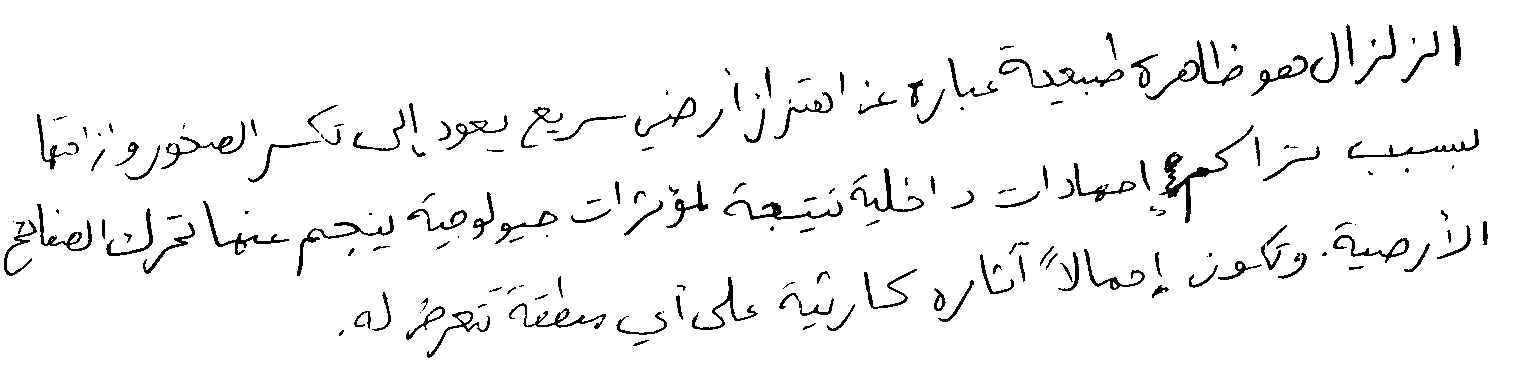 الزلزال هو ظاهرة طبيعية عبارة عن اهتزاز أرضي سريع يعود إلى تكسر الصخور وإزاحتها
بسبب تراكم إجهادات داخلية نتيجة لمؤثرات جيولوجية ينجم عنها تحرك الصفائح
الأرضية. وتكون إجمالاً آثاره كارثية على أي منطقة تتعرض له.